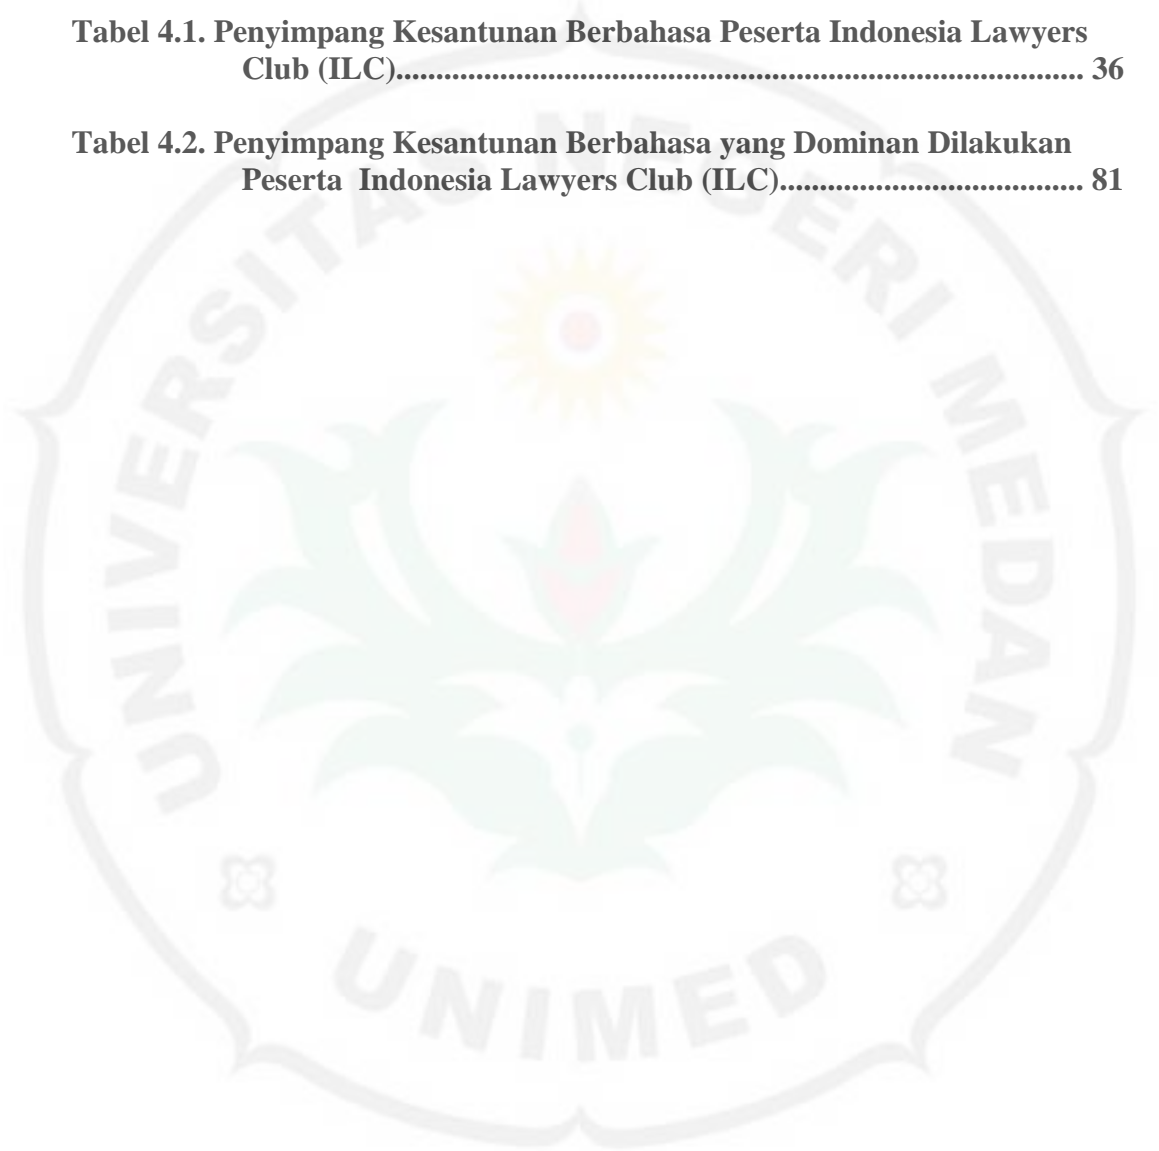 Tabel 4.1. Penyimpang Kesantunan Berbahasa Peserta Indonesia Lawyers
Club (ILC)...................................................................................... 36
Tabel 4.2. Penyimpang Kesantunan Berbahasa yang Dominan Dilakukan
Peserta  Indonesia Lawyers Club (ILC)...................................... 81
UNIVERSITAS NEGERI MEDAN
UNIMED